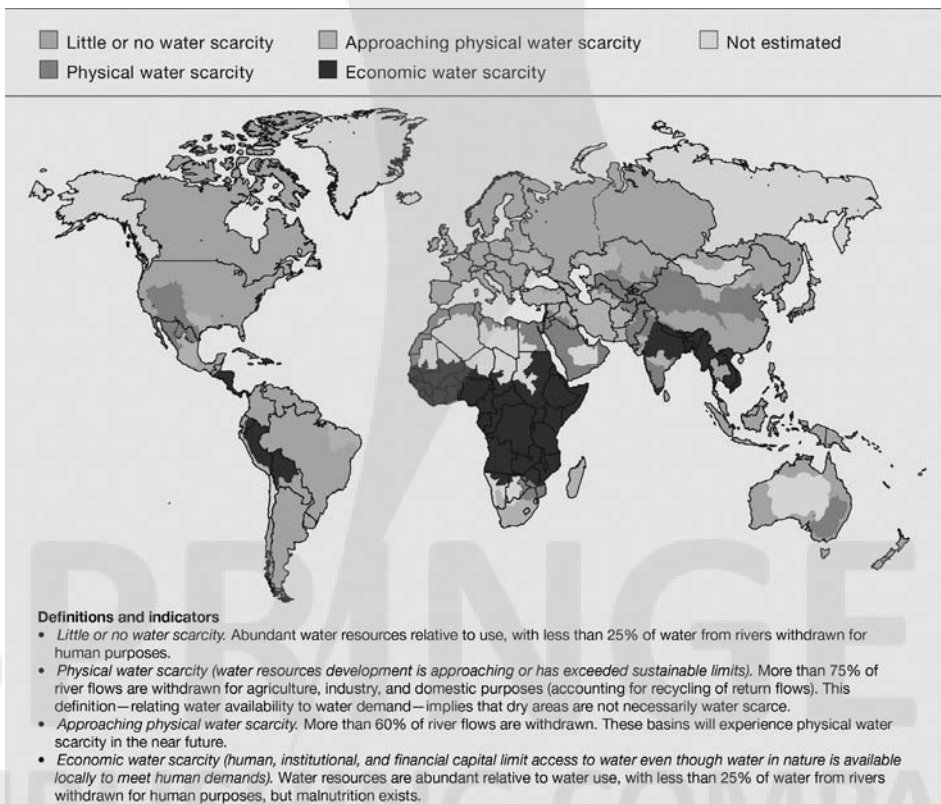 Little or no water scarcity
Approaching physical water scarcity
Not estimated
Physical water scarcity
Economic water scarcity
Definitions and indicators
• Little or no water scarcity. Abundant water resources relative to use, with less than 25% of water from rivers withdrawn for
human purposes.
• Physical water scarcity (water resources development is approaching or has exceeded sustainable limits). More than 75% of
river flows are withdrawn for agriculture, industry, and domestic purposes (accounting for recycling of return flows). This
definition—relating water availability to water demand—implies that dry areas are not necessarily water scarce.
• Approaching physical water scarcity. More than 60% of river flows are withdrawn. These basins will experience physical water
scarcity in the near future.
• Economic water scarcity (human, institutional, and financial capital limit access to water even though water in nature is available
locally to meet human demands). Water resources are abundant relative to water use, with less than 25% of water from rivers
withdrawn for human purposes, but malnutrition exists.